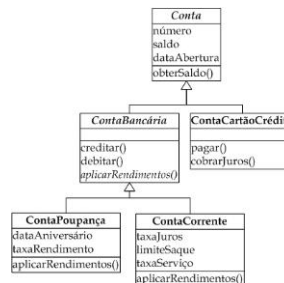 Conta
número
saldo
dataAbertura
obterSaldo()
ContaBancária
ContaCartãoCrédi
creditar()
debitar()
aplicarRendimentos()
pagar()
cobrarJuros()
ContaPoupança
dataAniversário
taxaRendimento
aplicarRendimentos()
ContaCorrente
taxaJuros
limiteSaque
taxaServiço
aplicarRendimentos()